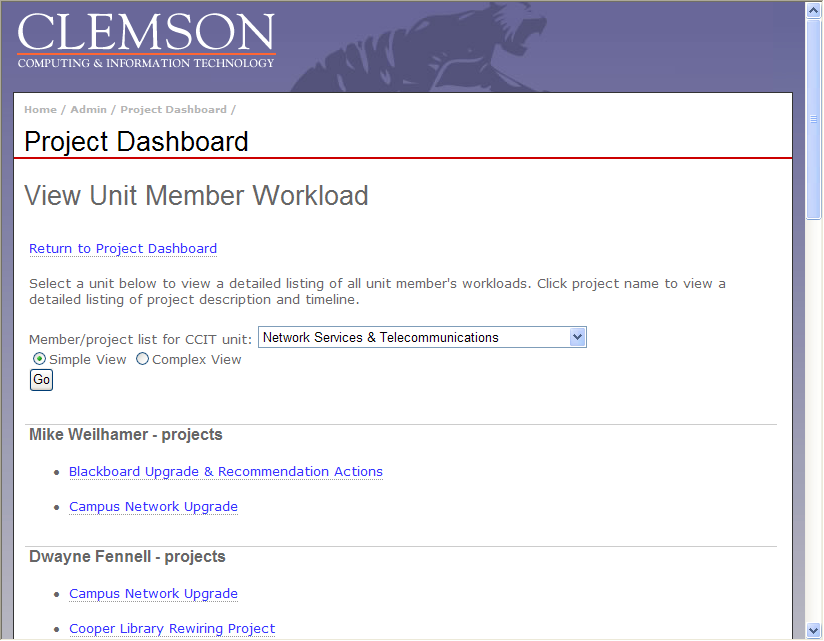 CLEMSON
COMPUTING & INFORMATION TECHNOLOGY
Home / Admin / Project Dashboard /
Project Dashboard
View Unit Member Workload
Return to Project Dashboard
Select a unit below to view a detailed listing of all unit member's workloads. Click project name to view a
detailed listing of project description and timeline.
Member/project list for CCIT unit: Network Services & Telecommunications
Simple View Complex View
Go
Mike Weilhamer - projects
Blackboard Upgrade & Recommendation Actions
Campus Network Upgrade
Dwayne Fennell - projects
Campus Network Upgrade
Cooper Library Rewiring Project